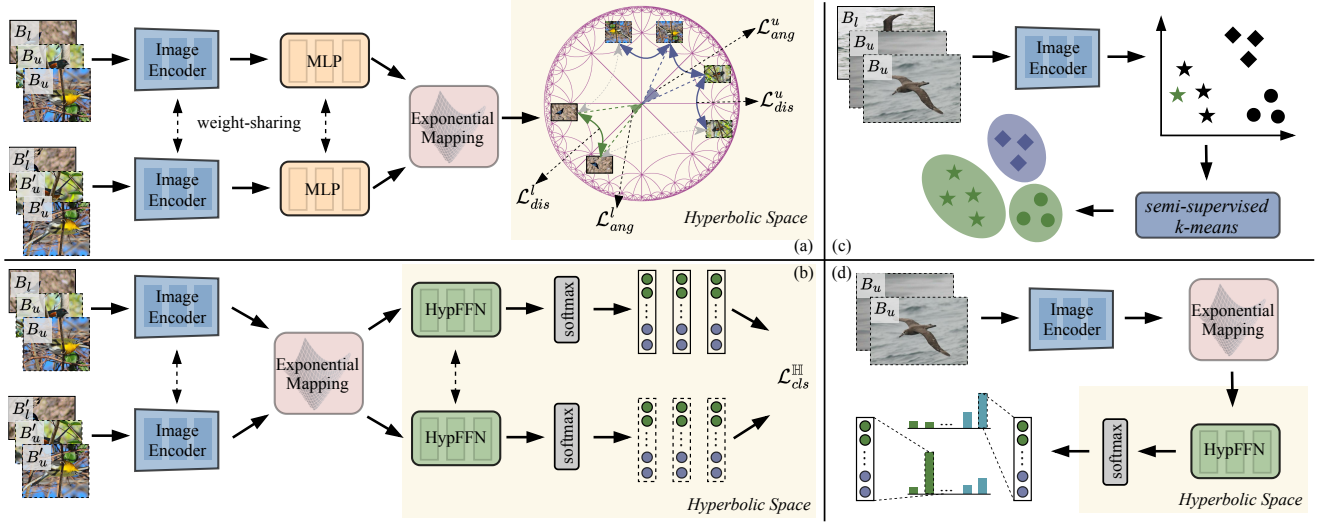 B_l
B_u
B_u
Image
Encoder
MLP
weight-sharing
B'_l
B'_u
B'_u
Image
Encoder
MLP
Exponential
Mapping
ℒ^u_ang
ℒ^u_dis
ℒ^l_dis
ℒ^l_ang
Hyperbolic Space
(a)
B_l
B_u
Image
Encoder
semi-supervised
k-means
(c)
B_l
B_u
B_u
Image
Encoder
B'_l
B'_u
B'_u
Image
Encoder
Exponential
Mapping
HypFFN
softmax
HypFFN
softmax
ℒ^ℍ_cls
Hyperbolic Space
(b)
(d)
B_u
B_u
Image
Encoder
Exponential
Mapping
HypFFN
softmax
...
...
Hyperbolic Space